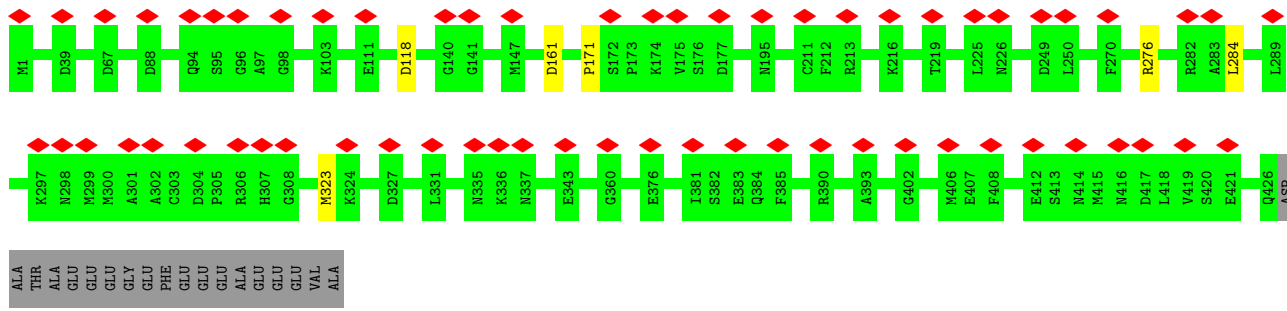 M1 D39 D67 D88 Q94 S95 G96 A97 G98 K103 E111 D118 G140 G141 M147 D161 P171 S172 P173 K174 V175 S176 D177 N195 C211 F212 R213 K216 T219 L225 N226 D249 L250 F270 R276 R282 A283 L284 L289
K297 N298 M299 M300 A301 A302 C303 D304 P305 R306 H307 G308 M323 K324 D327 L331 N335 K336 N337 E343 G360 E376 I381 S382 E383 Q384 F385 R390 A393 G402 M406 E407 F408 E412 S413 N414 M415 N416 D417 L418 V419 S420 E421 Q426 ASP
ALA THR ALA GLU GLU GLU GLY GLU PHE GLU GLU GLU ALA GLU GLU GLU VAL ALA